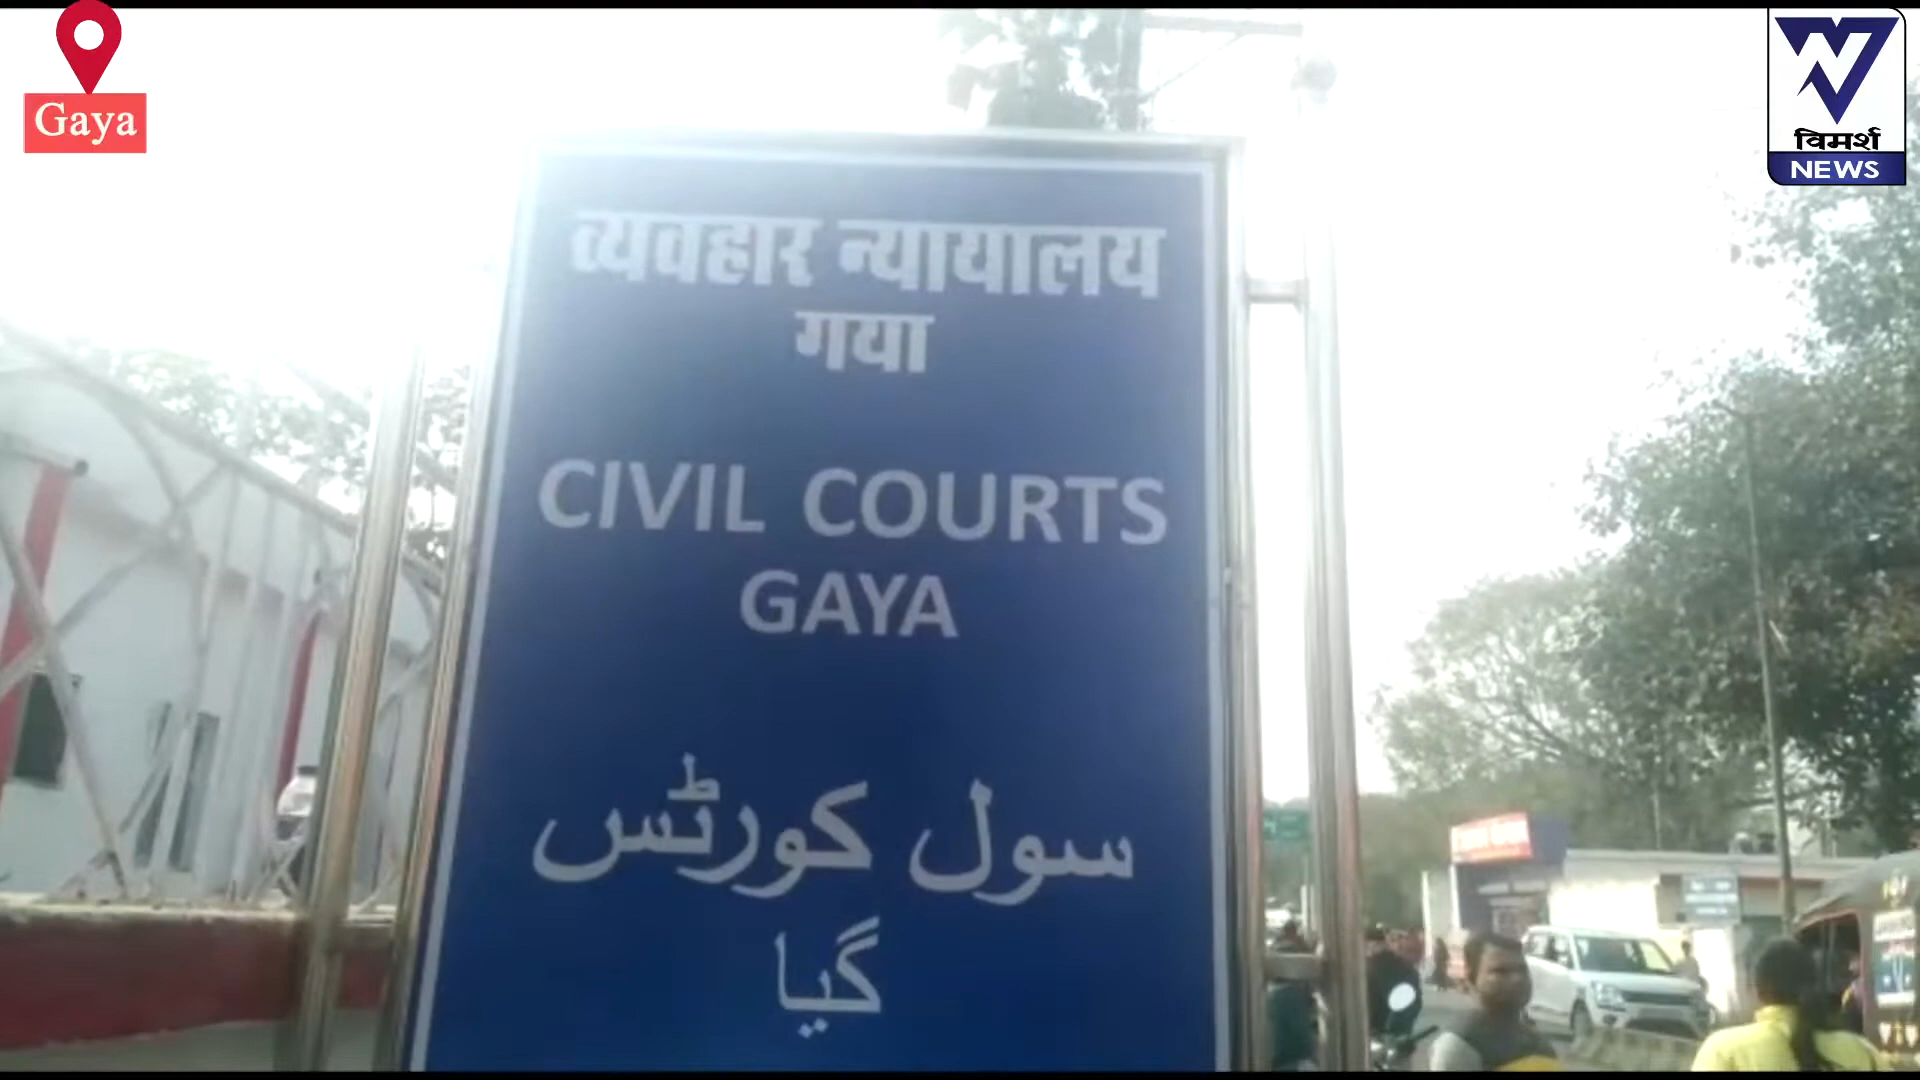 Gaya
विमर्श
NEWS
व्यवहार न्यायालय
गया
CIVIL COURTS
GAYA
سول کورٹس
گیا